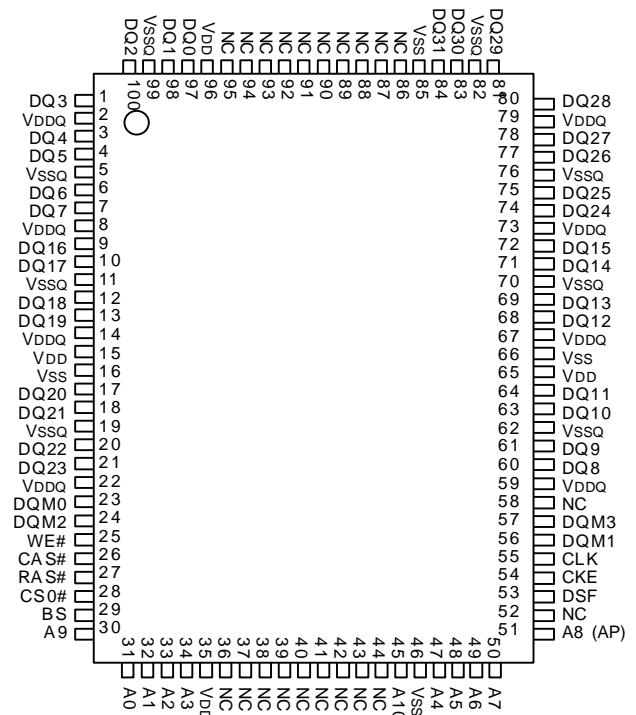 DQ2 VSSQ DQ1 DQ0 VDD NC NC NC NC NC NC NC NC NC NC VSS DQ31 DQ30 VSSQ DQ29
100 99 98 97 96 95 94 93 92 91 90 89 88 87 86 85 84 83 82 81
DQ3 1 80 DQ28
VDDQ 2 79 VDDQ
DQ4 3 78 DQ27
DQ5 4 77 DQ26
VSSQ 5 76 VSSQ
DQ6 6 75 DQ25
DQ7 7 74 DQ24
VDDQ 8 73 VDDQ
DQ16 9 72 DQ15
DQ17 10 71 DQ14
VSSQ 11 70 VSSQ
DQ18 12 69 DQ13
DQ19 13 68 DQ12
VDDQ 14 67 VDDQ
VDD 15 66 VSS
VSS 16 65 VDD
DQ20 17 64 DQ11
DQ21 18 63 DQ10
VSSQ 19 62 VSSQ
DQ22 20 61 DQ9
DQ23 21 60 DQ8
VDDQ 22 59 VDDQ
DQM0 23 58 NC
DQM2 24 57 DQM3
WE# 25 56 DQM1
CAS# 26 55 CLK
RAS# 27 54 CKE
CS0# 28 53 DSF
BS 29 52 NC
A9 30 51 A8 (AP)
31 32 33 34 35 36 37 38 39 40 41 42 43 44 45 46 47 48 49 50
A0 A1 A2 A3 VDD NC NC NC NC NC NC NC NC NC A10 VSS A4 A5 A6 A7